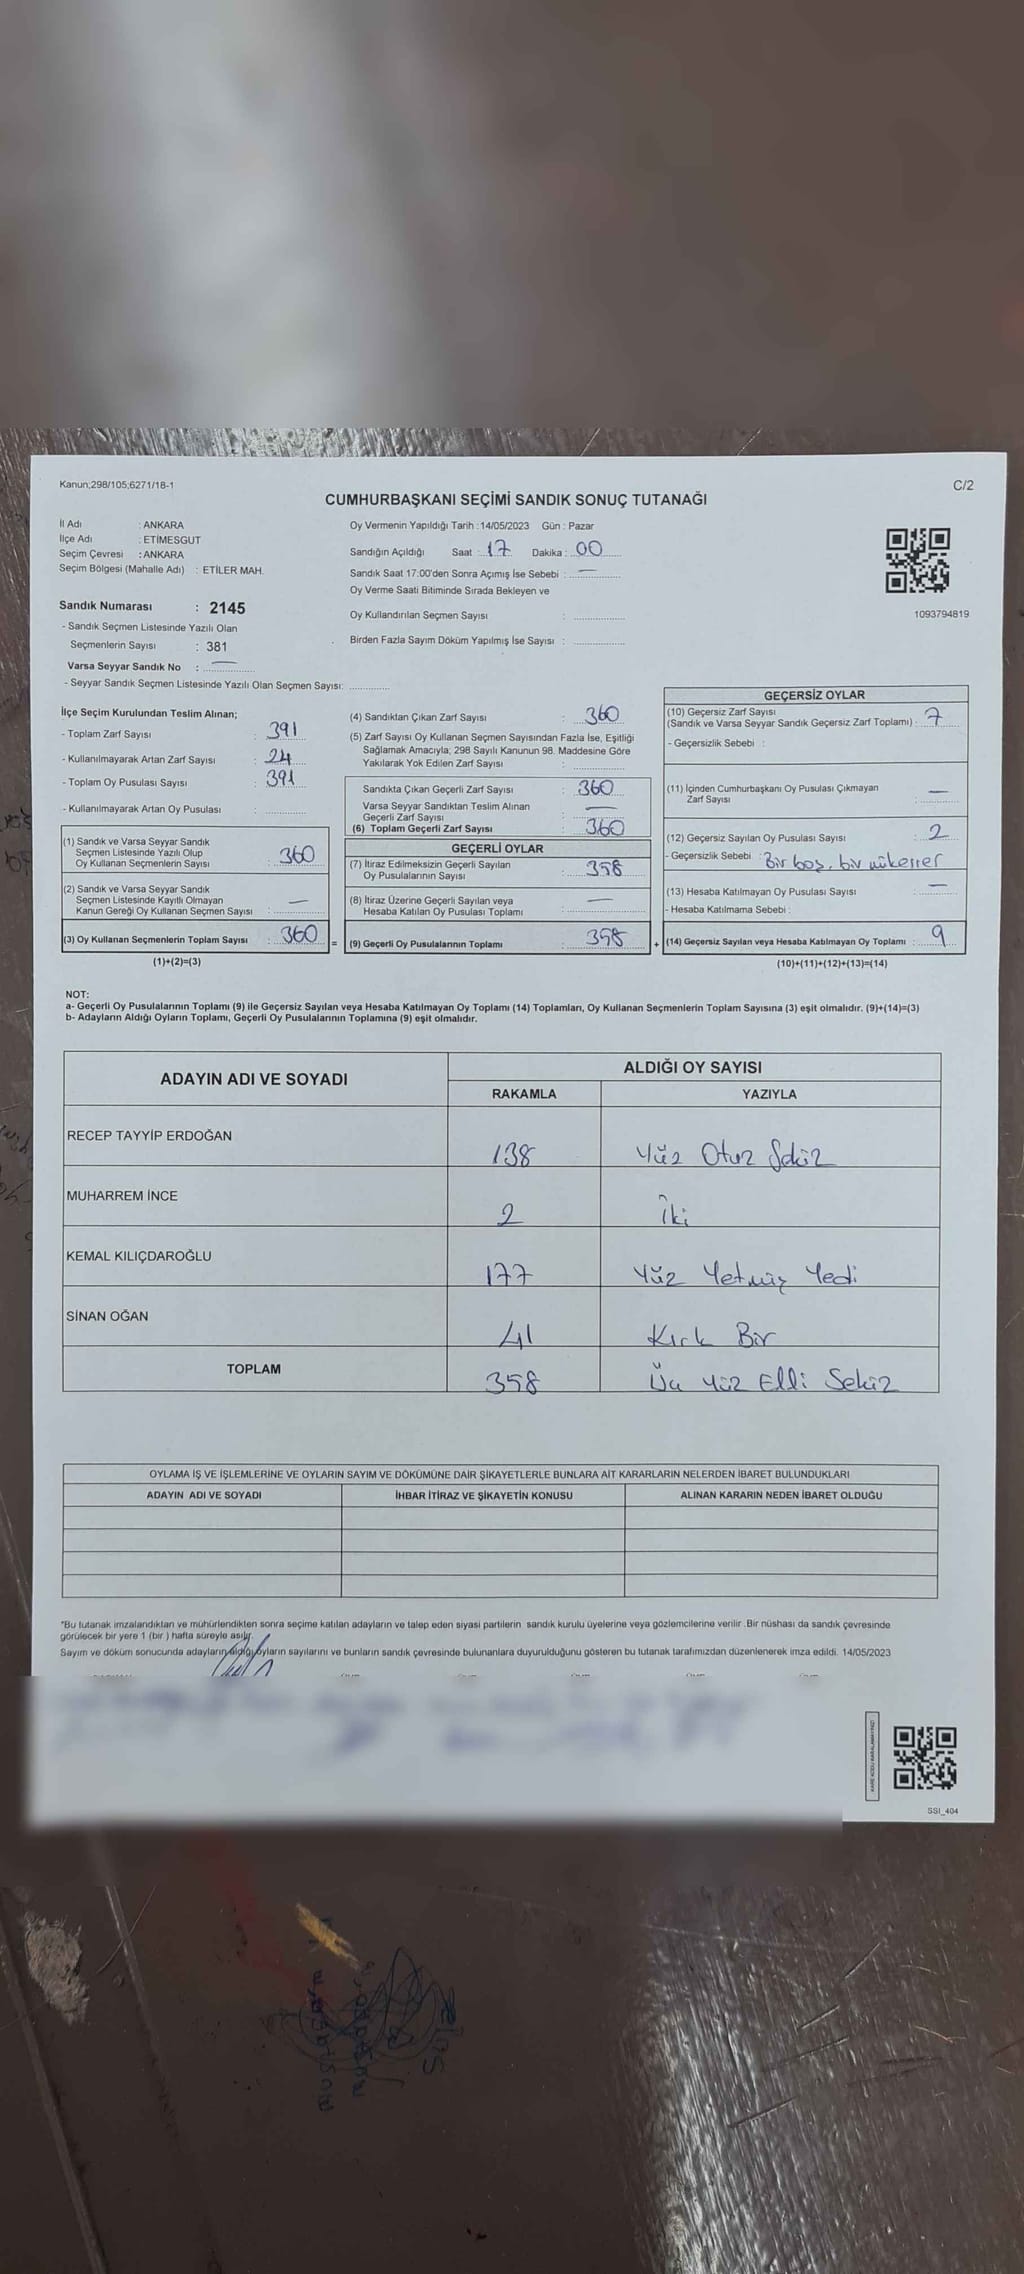 Kanun;298/105;6271/18-1
C/2
CUMHURBAŞKANI SEÇİMİ SANDIK SONUÇ TUTANAĞI
İl Adı : ANKARA
İlçe Adı : ETİMESGUT
Seçim Çevresi : ANKARA
Seçim Bölgesi (Mahalle Adı) : ETİLER MAH.
Sandık Numarası : 2145
- Sandık Seçmen Listesinde Yazılı Olan
Seçmenlerin Sayısı : 381
Varsa Seyyar Sandık No : —
- Seyyar Sandık Seçmen Listesinde Yazılı Olan Seçmen Sayısı: ............
Oy Vermenin Yapıldığı Tarih : 14/05/2023 Gün : Pazar
Sandığın Açıldığı Saat : 17 Dakika : 00
Sandık Saat 17:00'den Sonra Açımış İse Sebebi : —
Oy Verme Saati Bitiminde Sırada Bekleyen ve
Oy Kullandırılan Seçmen Sayısı : ............
Birden Fazla Sayım Döküm Yapılmış İse Sayısı : ............
1093794819
İlçe Seçim Kurulundan Teslim Alınan;
- Toplam Zarf Sayısı : 391
- Kullanılmayarak Artan Zarf Sayısı : 24
- Toplam Oy Pusulası Sayısı : 391
- Kullanılmayarak Artan Oy Pusulası : ............
(1) Sandık ve Varsa Seyyar Sandık
Seçmen Listesinde Yazılı Olup
Oy Kullanan Seçmenlerin Sayısı : 360
(2) Sandık ve Varsa Seyyar Sandık
Seçmen Listesinde Kayıtlı Olmayan
Kanun Gereği Oy Kullanan Seçmen Sayısı : —
(3) Oy Kullanan Seçmenlerin Toplam Sayısı : 360
(1)+(2)=(3)
(4) Sandıktan Çıkan Zarf Sayısı : 360
(5) Zarf Sayısı Oy Kullanan Seçmen Sayısından Fazla İse, Eşitliği
Sağlamak Amacıyla; 298 Sayılı Kanunun 98. Maddesine Göre
Yakılarak Yok Edilen Zarf Sayısı : ............
Sandıkta Çıkan Geçerli Zarf Sayısı : 360
Varsa Seyyar Sandıktan Teslim Alınan
Geçerli Zarf Sayısı : —
(6) Toplam Geçerli Zarf Sayısı : 360
GEÇERLİ OYLAR
(7) İtiraz Edilmeksizin Geçerli Sayılan
Oy Pusulalarının Sayısı : 358
(8) İtiraz Üzerine Geçerli Sayılan veya
Hesaba Katılan Oy Pusulası Toplamı : —
= (9) Geçerli Oy Pusulalarının Toplamı : 358
GEÇERSİZ OYLAR
(10) Geçersiz Zarf Sayısı
(Sandık ve Varsa Seyyar Sandık Geçersiz Zarf Toplamı) : 7
- Geçersizlik Sebebi :
(11) İçinden Cumhurbaşkanı Oy Pusulası Çıkmayan
Zarf Sayısı : —
(12) Geçersiz Sayılan Oy Pusulası Sayısı : 2
- Geçersizlik Sebebi : Bir boş, bir mükerrer
(13) Hesaba Katılmayan Oy Pusulası Sayısı : —
- Hesaba Katılmama Sebebi :
+ (14) Geçersiz Sayılan veya Hesaba Katılmayan Oy Toplamı : 9
(10)+(11)+(12)+(13)=(14)
NOT:
a- Geçerli Oy Pusulalarının Toplamı (9) ile Geçersiz Sayılan veya Hesaba Katılmayan Oy Toplamı (14) Toplamları, Oy Kullanan Seçmenlerin Toplam Sayısına (3) eşit olmalıdır. (9)+(14)=(3)
b- Adayların Aldığı Oyların Toplamı, Geçerli Oy Pusulalarının Toplamına (9) eşit olmalıdır.
ADAYIN ADI VE SOYADI
ALDIĞI OY SAYISI
RAKAMLA YAZIYLA
RECEP TAYYİP ERDOĞAN 138 Yüz Otuz Sekiz
MUHARREM İNCE 2 İki
KEMAL KILIÇDAROĞLU 177 Yüz Yetmiş Yedi
SİNAN OĞAN 41 Kırk Bir
TOPLAM 358 Üç Yüz Elli Sekiz
OYLAMA İŞ VE İŞLEMLERİNE VE OYLARIN SAYIM VE DÖKÜMÜNE DAİR ŞİKAYETLERLE BUNLARA AİT KARARLARIN NELERDEN İBARET BULUNDUKLARI
ADAYIN ADI VE SOYADI İHBAR İTİRAZ VE ŞİKAYETİN KONUSU ALINAN KARARIN NEDEN İBARET OLDUĞU
*Bu tutanak imzalandıktan ve mühürlendikten sonra seçime katılan adayların ve talep eden siyasi partilerin sandık kurulu üyelerine veya gözlemcilerine verilir .Bir nüshası da sandık çevresinde
görülecek bir yere 1 (bir ) hafta süreyle asılır.
Sayım ve döküm sonucunda adayların aldığı oyların sayılarını ve bunların sandık çevresinde bulunanlara duyurulduğunu gösteren bu tutanak tarafımızdan düzenlenerek imza edildi. 14/05/2023
KARE KODU KARALAMAYINIZ!
SSI_404